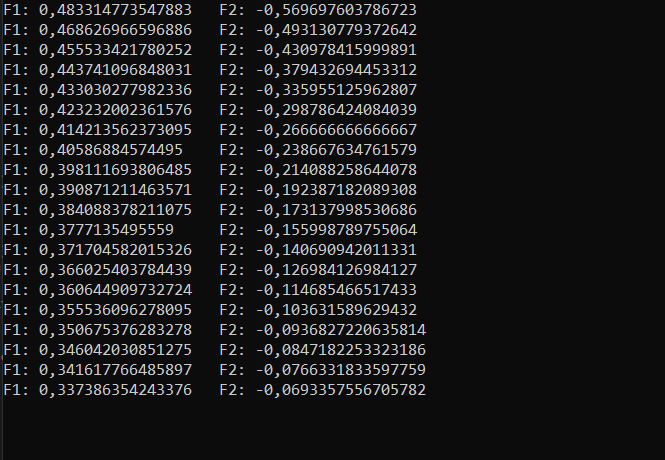 F1: 0,483314773547883   F2: -0,569697603786723
F1: 0,468626966596886   F2: -0,493130779372642
F1: 0,455533421780252   F2: -0,430978415999891
F1: 0,443741096848031   F2: -0,379432694453312
F1: 0,433030277982336   F2: -0,335955125962807
F1: 0,423232002361576   F2: -0,298786424084039
F1: 0,414213562373095   F2: -0,266666666666667
F1: 0,40586884574495    F2: -0,238667634761579
F1: 0,398111693806485   F2: -0,214088258644078
F1: 0,390871211463571   F2: -0,192387182089308
F1: 0,384088378211075   F2: -0,173137998530686
F1: 0,3777135495559     F2: -0,155998789755064
F1: 0,371704582015326   F2: -0,140690942011331
F1: 0,366025403784439   F2: -0,126984126984127
F1: 0,360644909732724   F2: -0,114685466517433
F1: 0,355536096278095   F2: -0,103631589629432
F1: 0,350675376283278   F2: -0,0936827220635814
F1: 0,346042030851275   F2: -0,0847182253323186
F1: 0,341617766485897   F2: -0,0766331833597759
F1: 0,337386354243376   F2: -0,0693357556705782